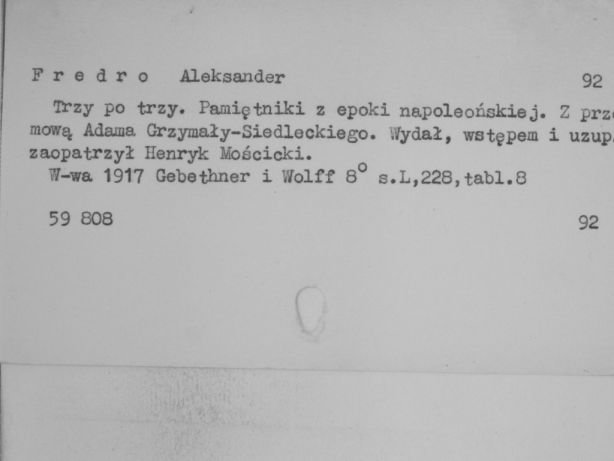 F r e d r o Aleksander 92
Trzy po trzy. Pamiętniki z epoki napoleońskiej. Z prze
mową Adama Grzymały-Siedleckiego. Wydał, wstępem i uzup.
zaopatrzył Henryk Mościcki.
W-wa 1917 Gebethner i Wolff 8° s.L,228,tabl.8
59 808 92